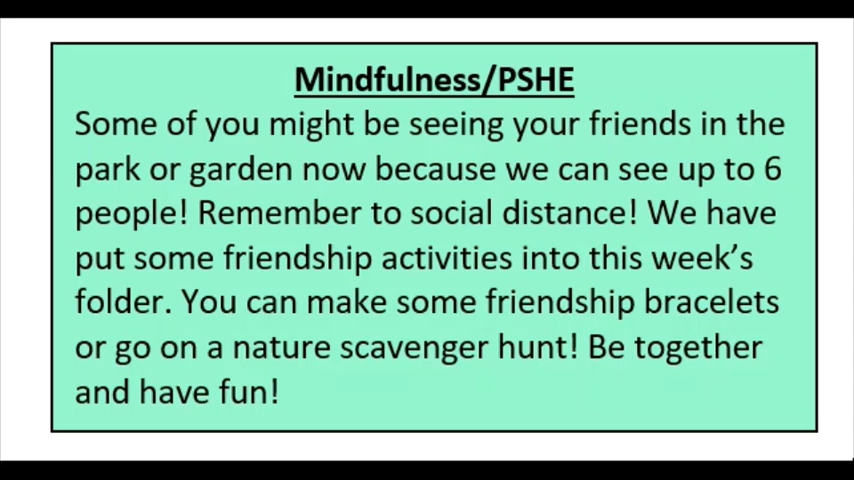 Mindfulness/PSHE
Some of you might be seeing your friends in the
park or garden now because we can see up to 6
people! Remember to social distance! We have
put some friendship activities into this week’s
folder. You can make some friendship bracelets
or go on a nature scavenger hunt! Be together
and have fun!